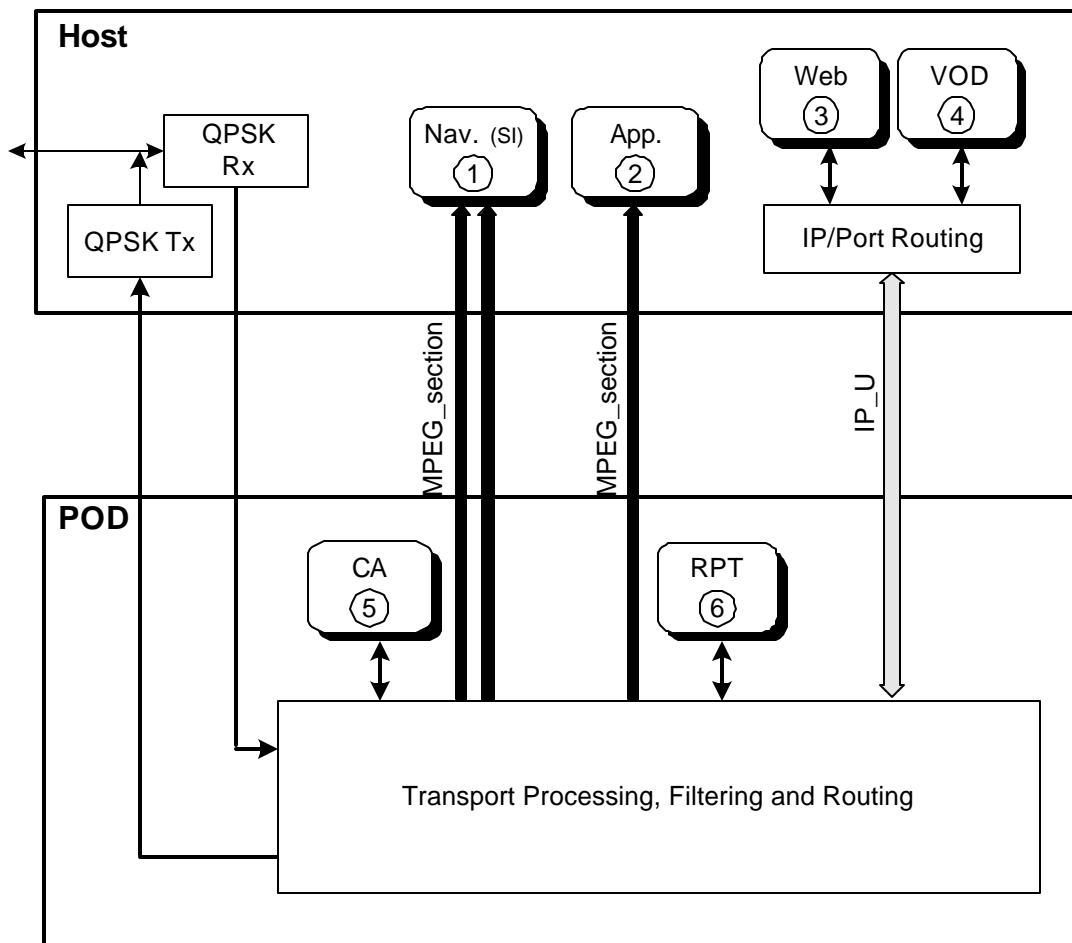 Host
Web
3
VOD
4
QPSK
Rx
Nav. (SI)
1
App.
2
QPSK Tx
IP/Port Routing
MPEG_section
MPEG_section
IP_U
POD
CA
5
RPT
6
Transport Processing, Filtering and Routing